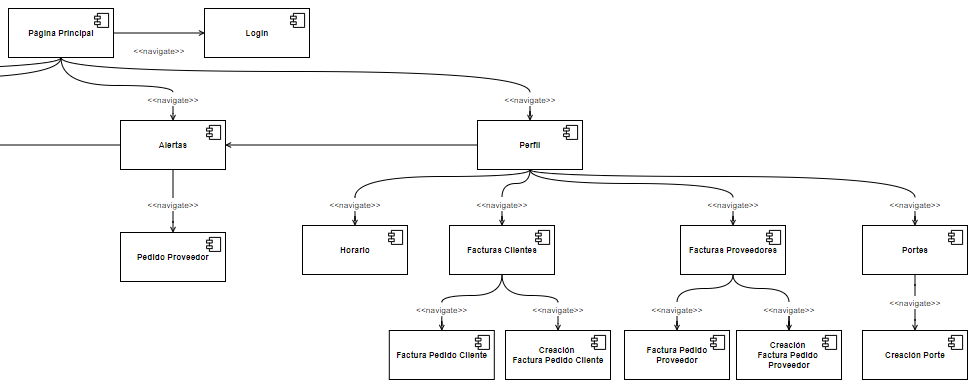 Página Principal
Login
<<navigate>>
<<navigate>>
<<navigate>>
Alertas
Perfil
<<navigate>>
<<navigate>>
<<navigate>>
<<navigate>>
<<navigate>>
Pedido Proveedor
Horario
Facturas Clientes
Facturas Proveedores
Portes
<<navigate>>
<<navigate>>
<<navigate>>
<<navigate>>
<<navigate>>
Factura Pedido Cliente
Creación
Factura Pedido Cliente
Factura Pedido
Proveedor
Creación
Factura Pedido
Proveedor
Creación Porte